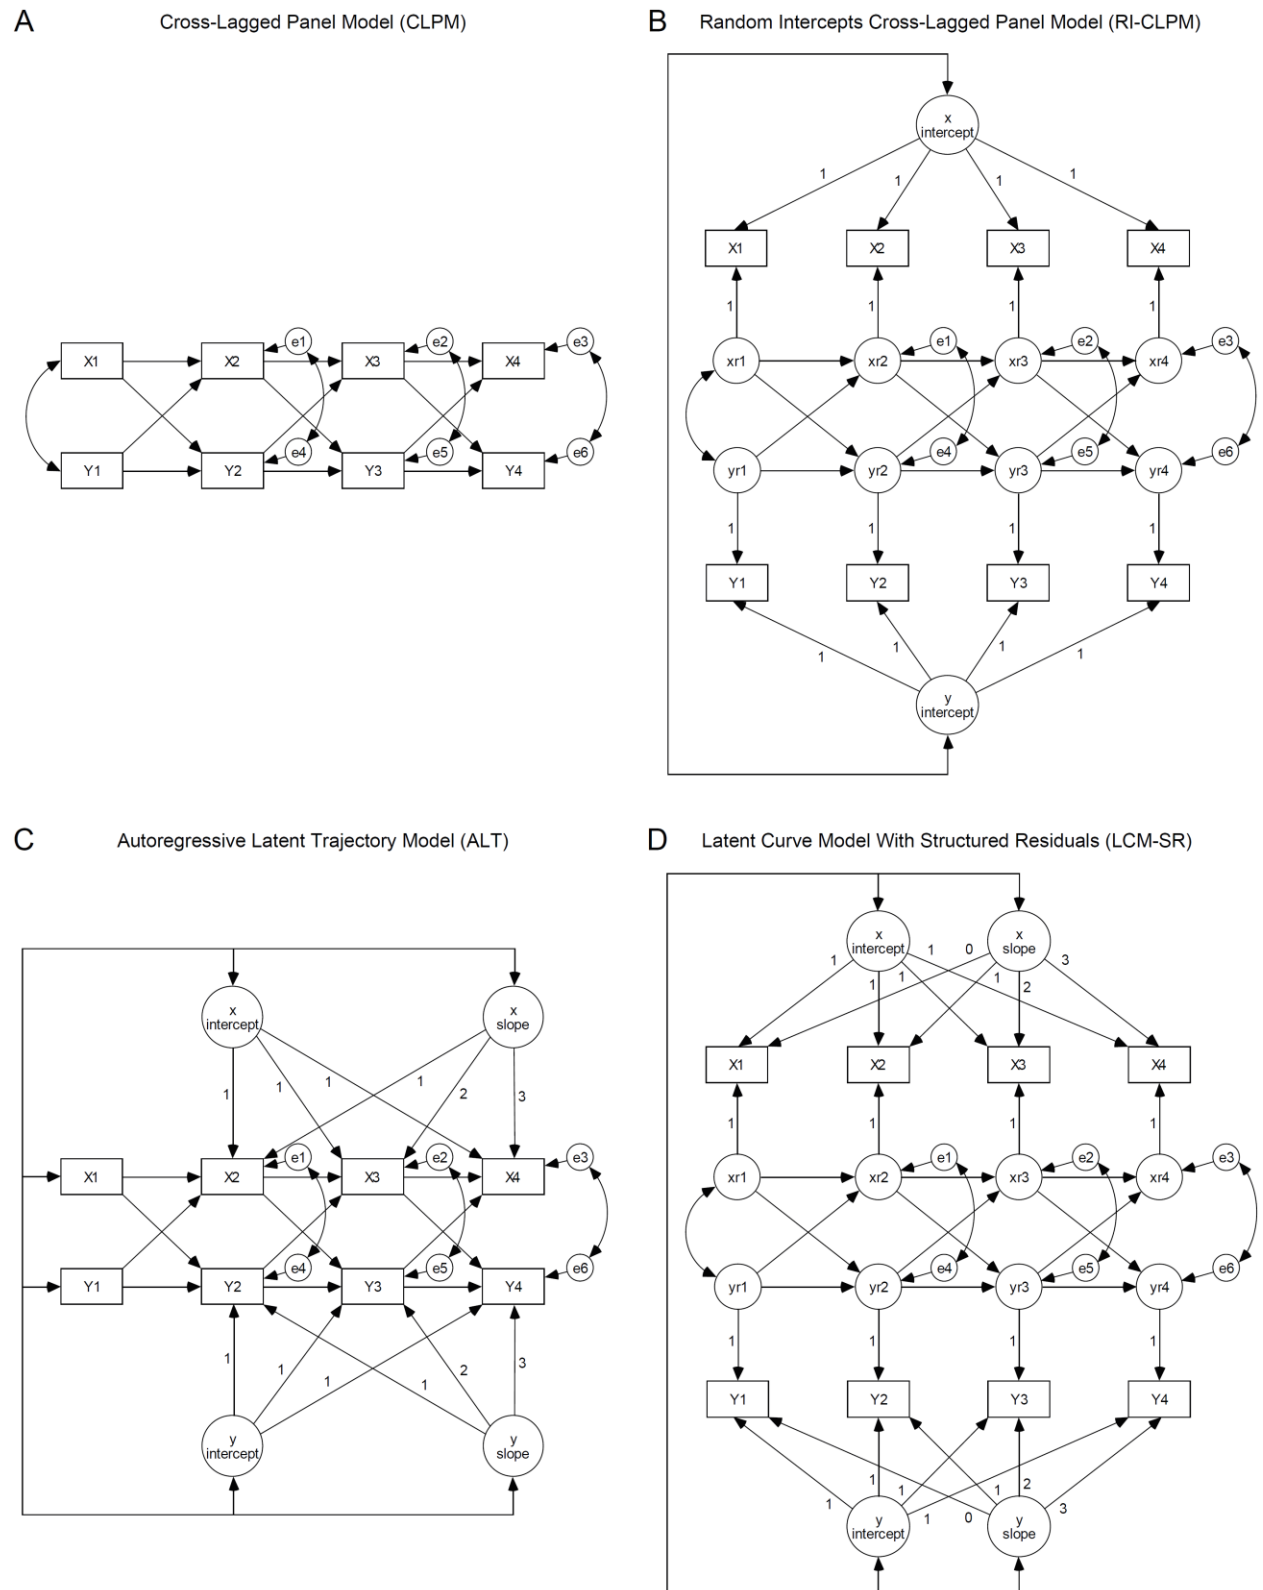 A
Cross-Lagged Panel Model (CLPM)
X1
X2
e1
X3
e2
X4
e3
Y1
Y2
e4
Y3
e5
Y4
e6
B
Random Intercepts Cross-Lagged Panel Model (RI-CLPM)
x
intercept
1
1
1
1
X1
X2
X3
X4
1
1
1
1
xr1
xr2
e1
xr3
e2
xr4
e3
yr1
yr2
e4
yr3
e5
yr4
e6
1
1
1
1
Y1
Y2
Y3
Y4
1
1
1
1
y
intercept
C
Autoregressive Latent Trajectory Model (ALT)
x
intercept
x
slope
1
1
1
1
2
3
X1
X2
e1
X3
e2
X4
e3
Y1
Y2
e4
Y3
e5
Y4
e6
1
1
1
1
2
3
y
intercept
y
slope
D
Latent Curve Model With Structured Residuals (LCM-SR)
x
intercept
x
slope
1
1
1
1
0
1
2
3
X1
X2
X3
X4
1
1
1
1
xr1
xr2
e1
xr3
e2
xr4
e3
yr1
yr2
e4
yr3
e5
yr4
e6
1
1
1
1
Y1
Y2
Y3
Y4
1
1
1
1
0
1
2
3
y
intercept
y
slope